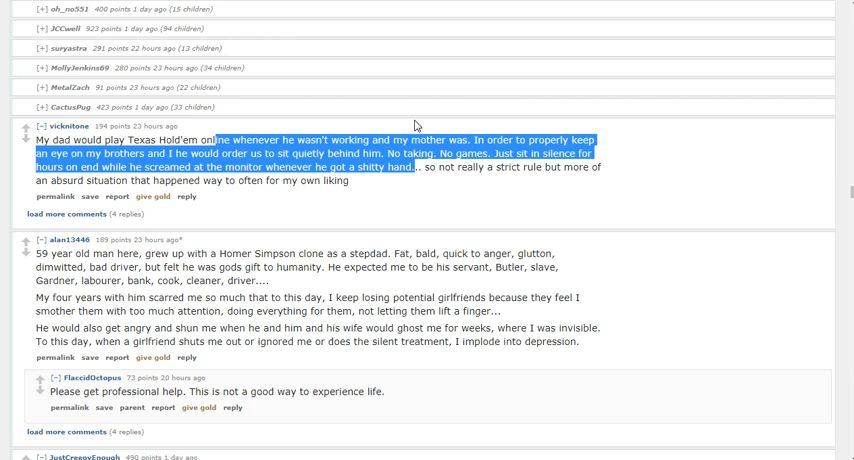 [+] oh_no551 400 points 1 day ago (15 children)
[+] JCCwell 923 points 1 day ago (94 children)
[+] suryastra 291 points 22 hours ago (13 children)
[+] MollyJenkins69 280 points 23 hours ago (34 children)
[+] MetalZach 91 points 23 hours ago (22 children)
[+] CactusPug 423 points 1 day ago (33 children)
[–] vicknitone 194 points 23 hours ago
My dad would play Texas Hold'em online whenever he wasn't working and my mother was. In order to properly keep
an eye on my brothers and I he would order us to sit quietly behind him. No taking. No games. Just sit in silence for
hours on end while he screamed at the monitor whenever he got a shitty hand... so not really a strict rule but more of
an absurd situation that happened way to often for my own liking
permalink save report give gold reply
load more comments (4 replies)
[–] alan13446 189 points 23 hours ago*
59 year old man here, grew up with a Homer Simpson clone as a stepdad. Fat, bald, quick to anger, glutton,
dimwitted, bad driver, but felt he was gods gift to humanity. He expected me to be his servant, Butler, slave,
Gardner, labourer, bank, cook, cleaner, driver....
My four years with him scarred me so much that to this day, I keep losing potential girlfriends because they feel I
smother them with too much attention, doing everything for them, not letting them lift a finger...
He would also get angry and shun me when he and him and his wife would ghost me for weeks, where I was invisible.
To this day, when a girlfriend shuts me out or ignored me or does the silent treatment, I implode into depression.
permalink save report give gold reply
[–] FlaccidOctopus 73 points 20 hours ago
Please get professional help. This is not a good way to experience life.
permalink save parent report give gold reply
load more comments (4 replies)
[–] JustCreepyEnough 490 points 1 day ago